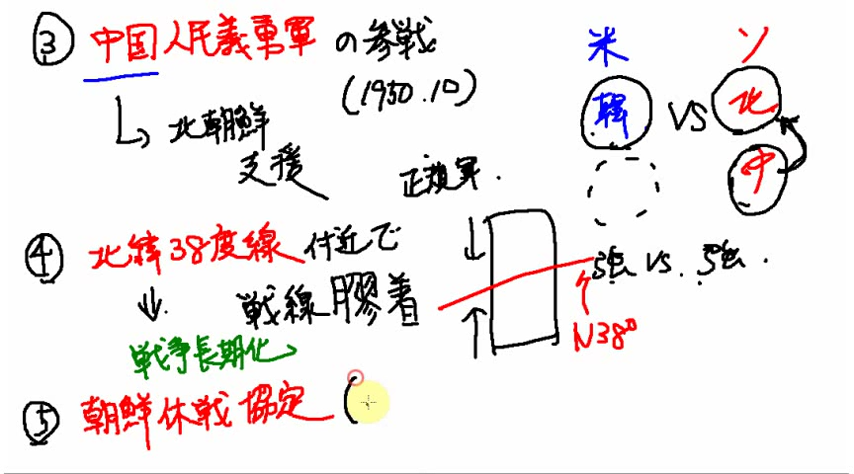 ③ 中国人民義勇軍の参戦
(1950.10)
↳ 北朝鮮
支援
正規軍.
米 ソ
韓 VS 北
中
④ 北緯38度線付近で
戦線膠着
⇓
戦争長期化
強 VS. 強.
N38°
⑤ 朝鮮休戦協定 (